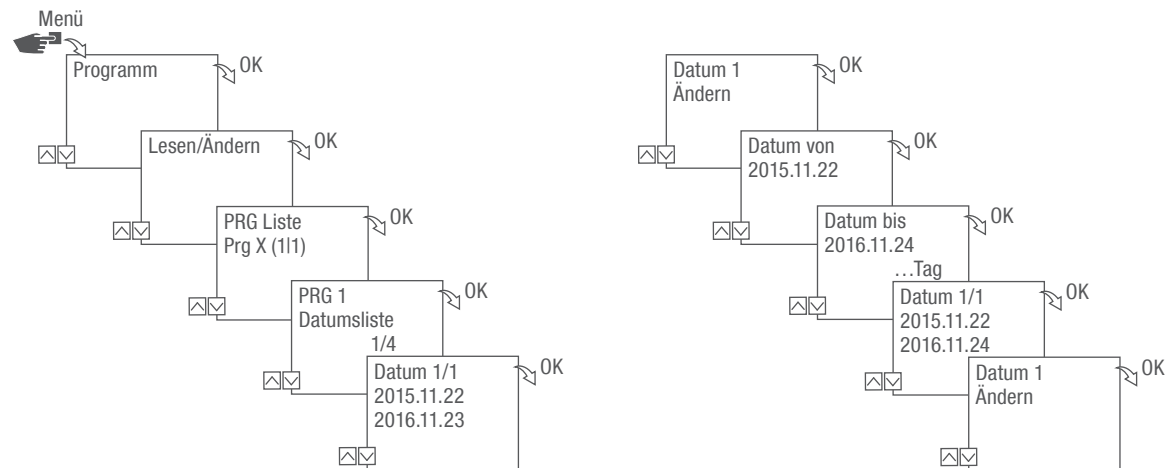 Menü
Programm
OK
Lesen/Ändern
OK
PRG Liste
Prg X (1|1)
OK
PRG 1
Datumsliste
1/4
OK
Datum 1/1
2015.11.22
2016.11.23
OK
Datum 1
Ändern
OK
Datum von
2015.11.22
OK
Datum bis
2016.11.24
OK
…Tag
Datum 1/1
2015.11.22
2016.11.24
OK
Datum 1
Ändern
OK